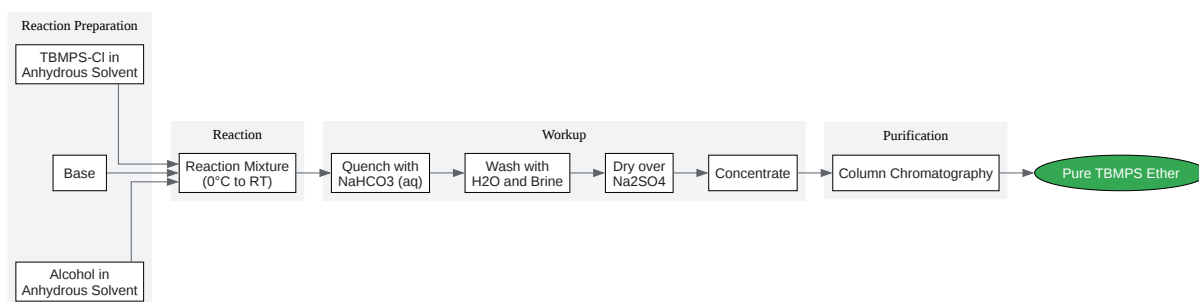 Reaction Preparation
TBMPS-Cl in
Anhydrous Solvent
Base
Alcohol in
Anhydrous Solvent
Reaction
Reaction Mixture
(0°C to RT)
Workup
Quench with
NaHCO3 (aq)
Wash with
H2O and Brine
Dry over
Na2SO4
Concentrate
Purification
Column Chromatography
Pure TBMPS Ether